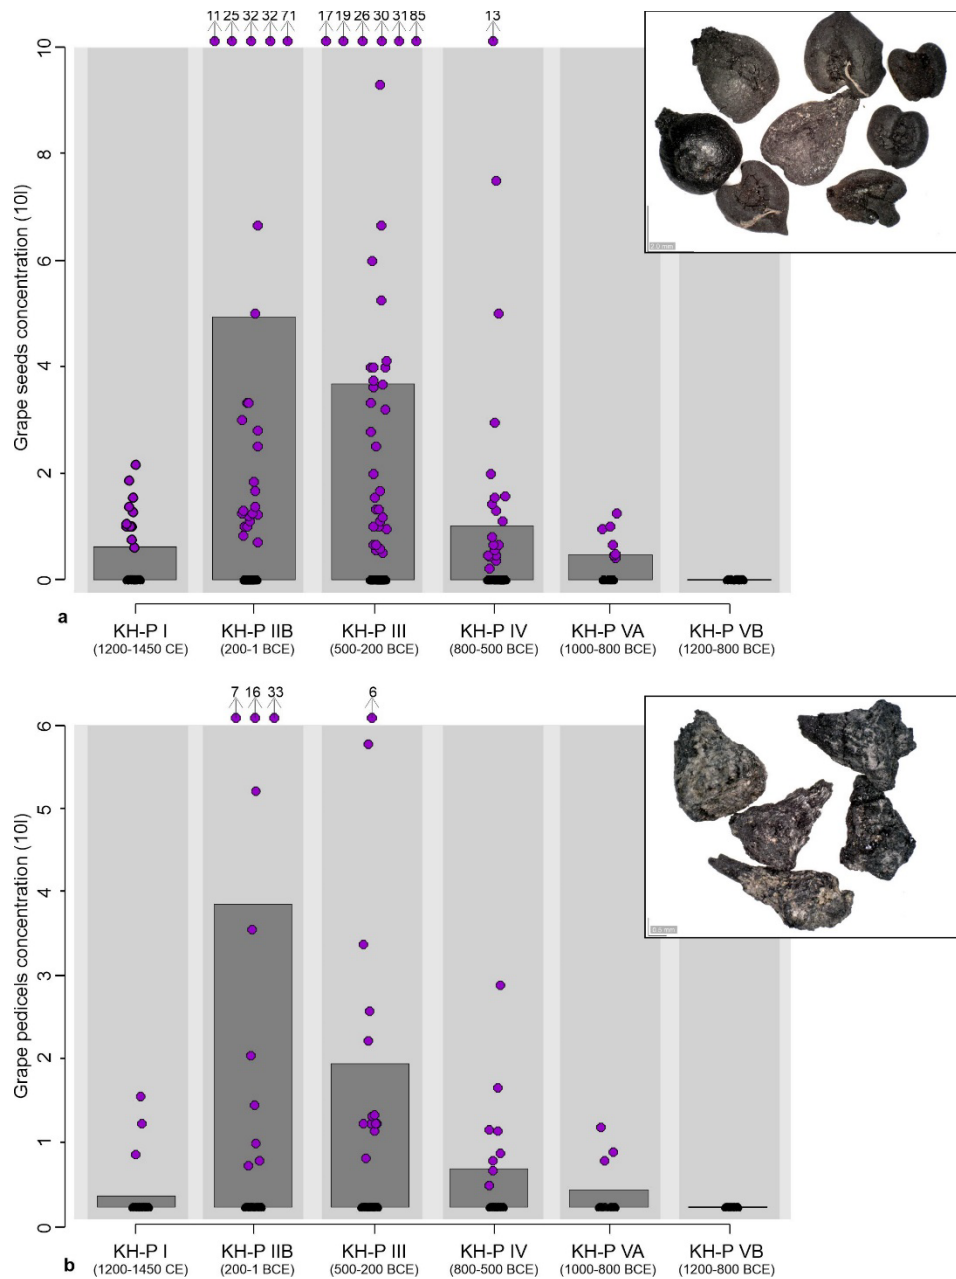 11 25 32 32 71 17 19 26 30 31 85 13
10
8
6
4
2
0
Grape seeds concentration (10l)
2.0 mm
a
KH-P I KH-P IIB KH-P III KH-P IV KH-P VA KH-P VB
(1200-1450 CE) (200-1 BCE) (500-200 BCE) (800-500 BCE) (1000-800 BCE) (1200-800 BCE)
7 16 33 6
6
5
4
3
2
1
0
Grape pedicels concentration (10l)
b
KH-P I KH-P IIB KH-P III KH-P IV KH-P VA KH-P VB
(1200-1450 CE) (200-1 BCE) (500-200 BCE) (800-500 BCE) (1000-800 BCE) (1200-800 BCE)